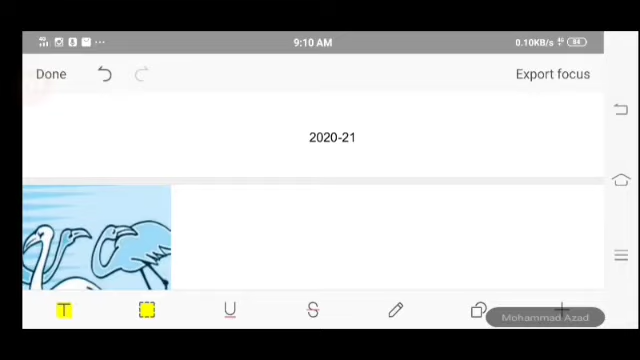 9:10 AM
0.10KB/s
Done
Export focus
2020-21
T
U
S
Mohammad Azad